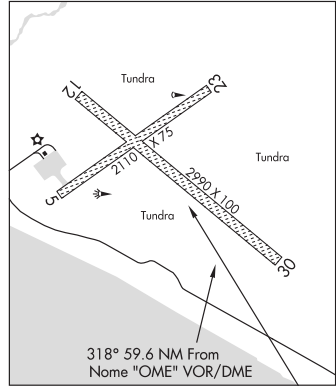 Tundra
12
23
2110 X 75
Tundra
2990 X 100
5
Tundra
30
318° 59.6 NM From
Nome "OME" VOR/DME